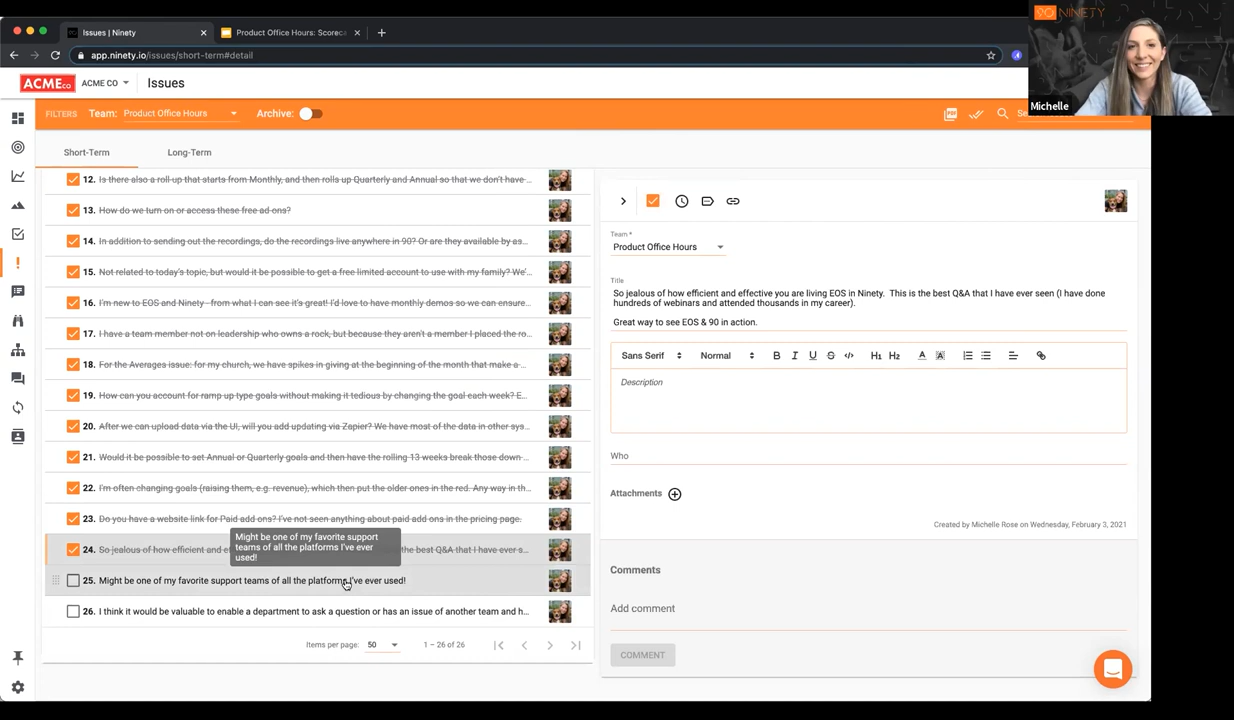 Issues | Ninety
Product Office Hours: Scoreca
90 NINETY
app.ninety.io/issues/short-term#detail
ACMEco ACME CO
Issues
Michelle
FILTERS Team: Product Office Hours
Archive:
Short-Term
Long-Term
12. Is there also a roll up that starts from Monthly, and then rolls up Quarterly and Annual so that we don't have ...
13. How do we turn on or access these free ad ons?
14. In addition to sending out the recordings, do the recordings live anywhere in 90? Or are they available by as...
15. Not related to today's topic, but would it be possible to get a free limited account to use with my family? We'...
16. I'm new to EOS and Ninety - from what I can see it's great! I'd love to have monthly demos so we can ensure...
17. I have a team member not on leadership who owns a rock, but because they aren't a member I placed the ro...
18. For the Averages issue: for my church, we have spikes in giving at the beginning of the month that make a ...
19. How can you account for ramp up type goals without making it tedious by changing the goal each week? E...
20. After we can upload data via the UI, will you add updating via Zapier? We have most of the data in other sys...
21. Would it be possible to set Annual or Quarterly goals and then have the rolling 13 weeks break those down ...
22. I'm often changing goals (raising them, e.g. revenue), which then put the older ones in the red. Any way in th...
23. Do you have a website link for Paid add ons? I've not seen anything about paid add ons in the pricing page.
24. So jealous of how efficient and ef
the best Q&A that I have ever s...
Might be one of my favorite support
teams of all the platforms I've ever
used!
25. Might be one of my favorite support teams of all the platforms I've ever used!
26. I think it would be valuable to enable a department to ask a question or has an issue of another team and h...
Items per page: 50
1 – 26 of 26
Team *
Product Office Hours
Title
So jealous of how efficient and effective you are living EOS in Ninety. This is the best Q&A that I have ever seen (I have done
hundreds of webinars and attended thousands in my career).
Great way to see EOS & 90 in action.
Sans Serif Normal B I U S </> H1 H2 A A
Description
Who
Attachments
Created by Michelle Rose on Wednesday, February 3, 2021
Comments
Add comment
COMMENT